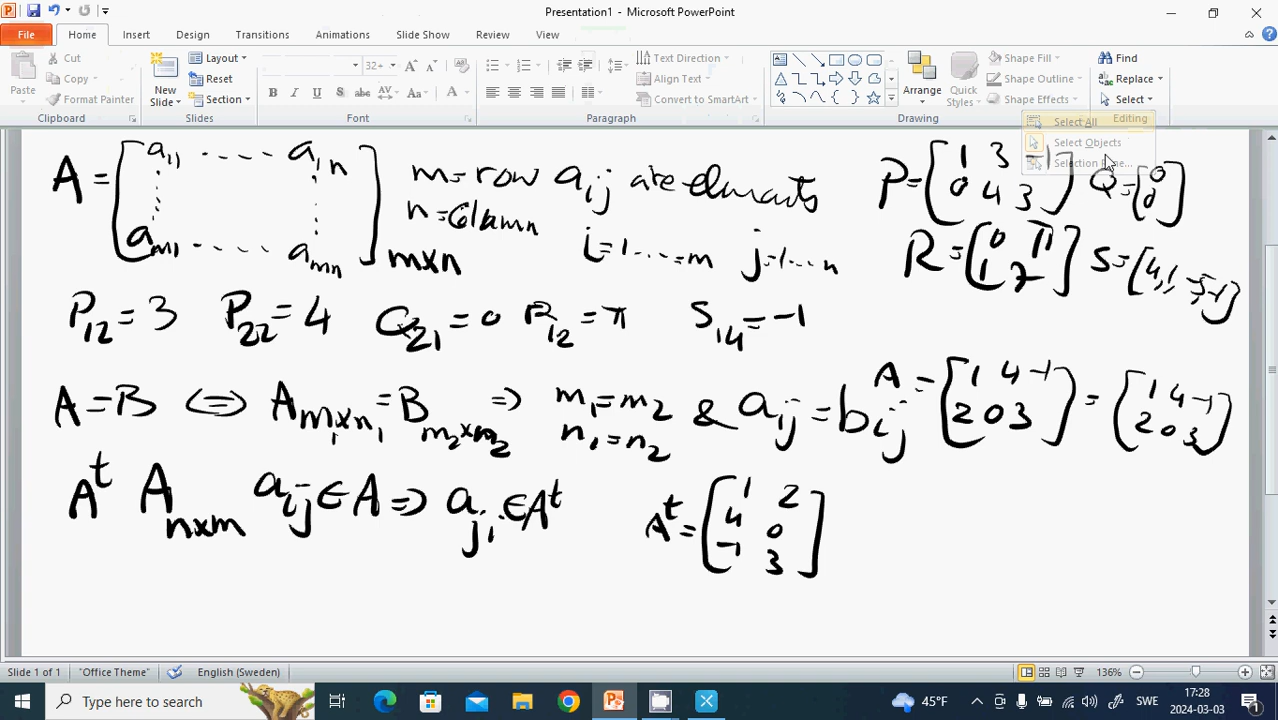 Presentation1 - Microsoft PowerPoint
File Home Insert Design Transitions Animations Slide Show Review View
Paste Cut Copy Format Painter
New Slide Layout Reset Section
32+
B I U S abc AV Aa A
Text Direction Align Text Convert to SmartArt
Arrange Quick Styles Shape Fill Shape Outline Shape Effects
Find Replace Select
Clipboard Slides Font Paragraph Drawing Editing
Select All
Select Objects
A = [a11 ---- a1n
am1 ---- amn] mxn
m = row aij are elements
n = Column i = 1.....m j = 1...n
P = [1 3 -1
0 4 3] Q = [0
0]
R = [0 π
1 7] S = [4, 1, -5, -1]
P12 = 3 P22 = 4 Q21 = 0 R12 = π S14 = -1
A = B <=> Am1xn1 = Bm2xn2 => m1 = m2
n1 = n2 & aij = bij
A = [1 4 -1
2 0 3] = [1 4 -1
2 0 3]
A^t Anxm aij ∈ A => aji ∈ A^t
A^t = [1 2
4 0
-1 3]
Slide 1 of 1 "Office Theme" English (Sweden) 136%
Type here to search 45°F SWE 17:28
2024-03-03
1